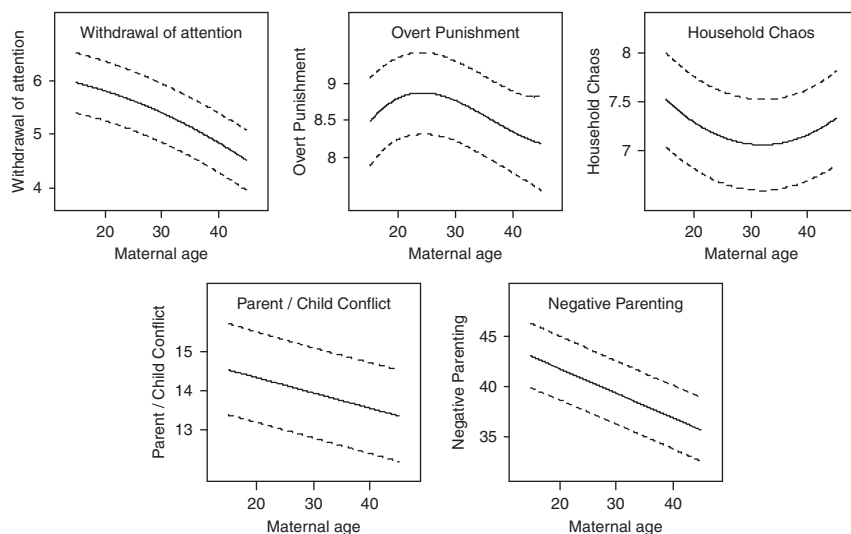 Withdrawal of attention
Withdrawal of attention
6
5
4
20 30 40
Maternal age
Overt Punishment
Overt Punishment
9
8.5
8
20 30 40
Maternal age
Household Chaos
Household Chaos
8
7.5
7
20 30 40
Maternal age
Parent / Child Conflict
Parent / Child Conflict
15
14
13
20 30 40
Maternal age
Negative Parenting
Negative Parenting
45
40
35
20 30 40
Maternal age